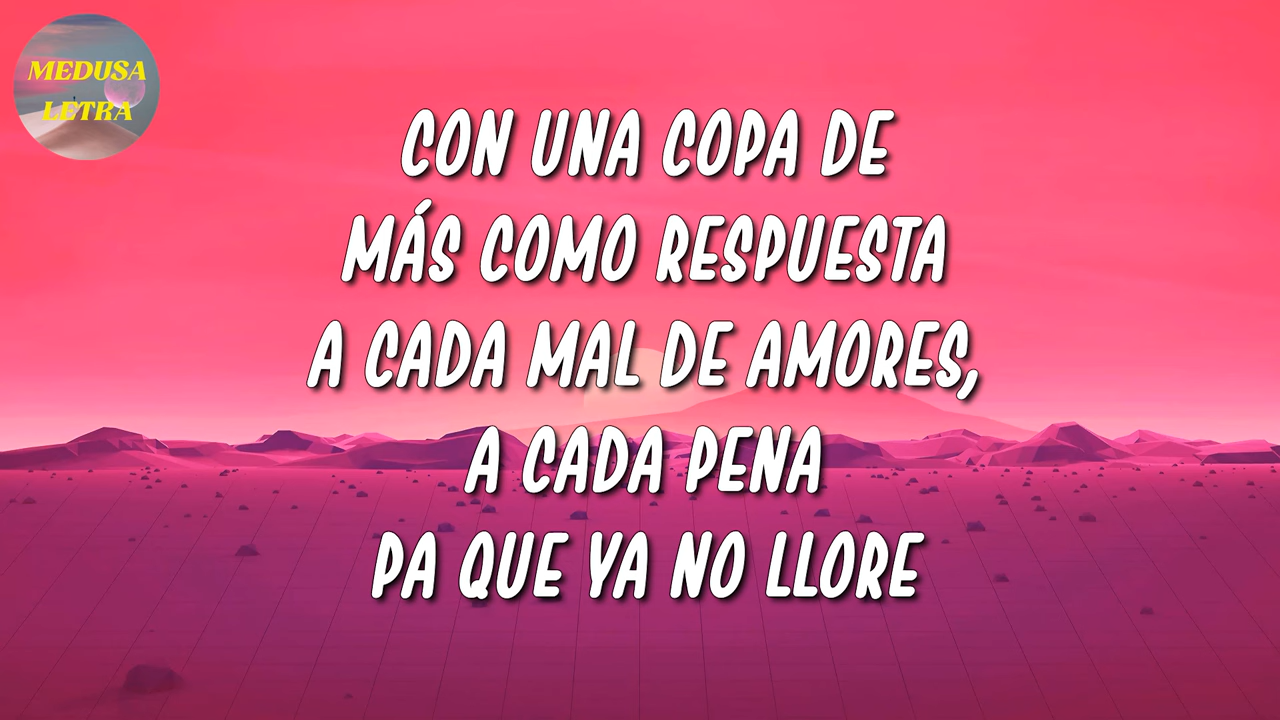 MEDUSA
LETRA
CON UNA COPA DE
MÁS COMO RESPUESTA
A CADA MAL DE AMORES,
A CADA PENA
PA QUE YA NO LLORE